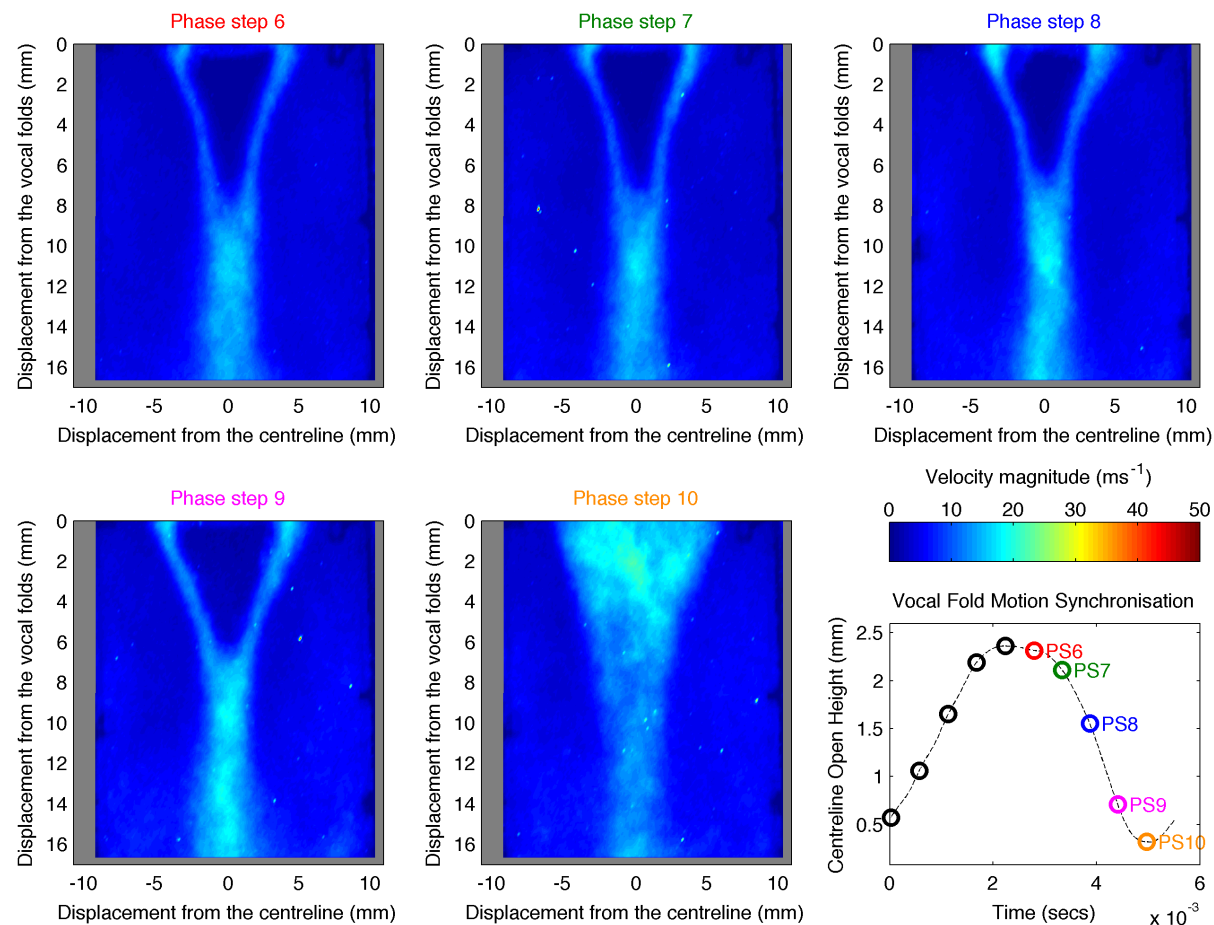 Phase step 6
Phase step 7
Phase step 8
Displacement from the vocal folds (mm)
0
2
4
6
8
10
12
14
16
-10 -5 0 5 10
Displacement from the centreline (mm)
Displacement from the vocal folds (mm)
0
2
4
6
8
10
12
14
16
-10 -5 0 5 10
Displacement from the centreline (mm)
Displacement from the vocal folds (mm)
0
2
4
6
8
10
12
14
16
-10 -5 0 5 10
Displacement from the centreline (mm)
Phase step 9
Displacement from the vocal folds (mm)
0
2
4
6
8
10
12
14
16
-10 -5 0 5 10
Displacement from the centreline (mm)
Phase step 10
Displacement from the vocal folds (mm)
0
2
4
6
8
10
12
14
16
-10 -5 0 5 10
Displacement from the centreline (mm)
Velocity magnitude (ms⁻¹)
0 10 20 30 40 50
Vocal Fold Motion Synchronisation
Centreline Open Height (mm)
2.5
2
1.5
1
0.5
PS6
PS7
PS8
PS9
PS10
0 2 4 6
Time (secs)
x 10⁻³